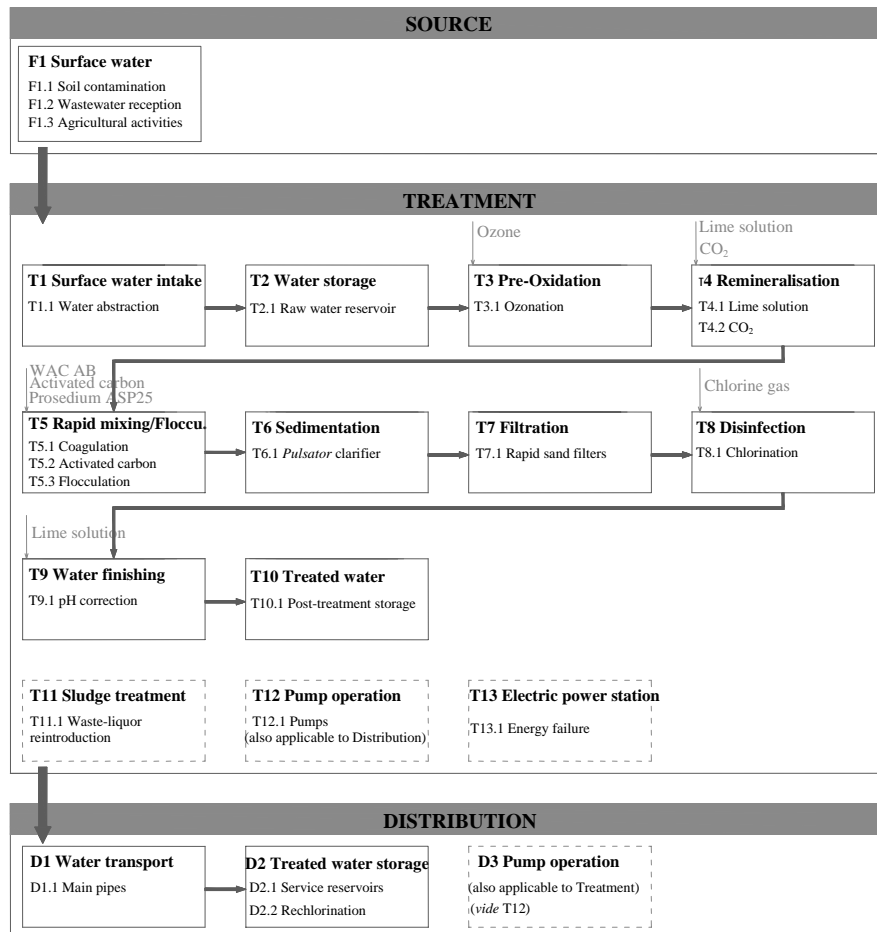 SOURCE
F1 Surface water
F1.1 Soil contamination
F1.2 Wastewater reception
F1.3 Agricultural activities
TREATMENT
Ozone
Lime solution
CO₂
T1 Surface water intake
T1.1 Water abstraction
T2 Water storage
T2.1 Raw water reservoir
T3 Pre-Oxidation
T3.1 Ozonation
T4 Remineralisation
T4.1 Lime solution
T4.2 CO₂
WAC AB
Activated carbon
Prosedium ASP25
Chlorine gas
T5 Rapid mixing/Floccu.
T5.1 Coagulation
T5.2 Activated carbon
T5.3 Flocculation
T6 Sedimentation
T6.1 Pulsator clarifier
T7 Filtration
T7.1 Rapid sand filters
T8 Disinfection
T8.1 Chlorination
Lime solution
T9 Water finishing
T9.1 pH correction
T10 Treated water
T10.1 Post-treatment storage
T11 Sludge treatment
T11.1 Waste-liquor
reintroduction
T12 Pump operation
T12.1 Pumps
(also applicable to Distribution)
T13 Electric power station
T13.1 Energy failure
DISTRIBUTION
D1 Water transport
D1.1 Main pipes
D2 Treated water storage
D2.1 Service reservoirs
D2.2 Rechlorination
D3 Pump operation
(also applicable to Treatment)
(vide T12)